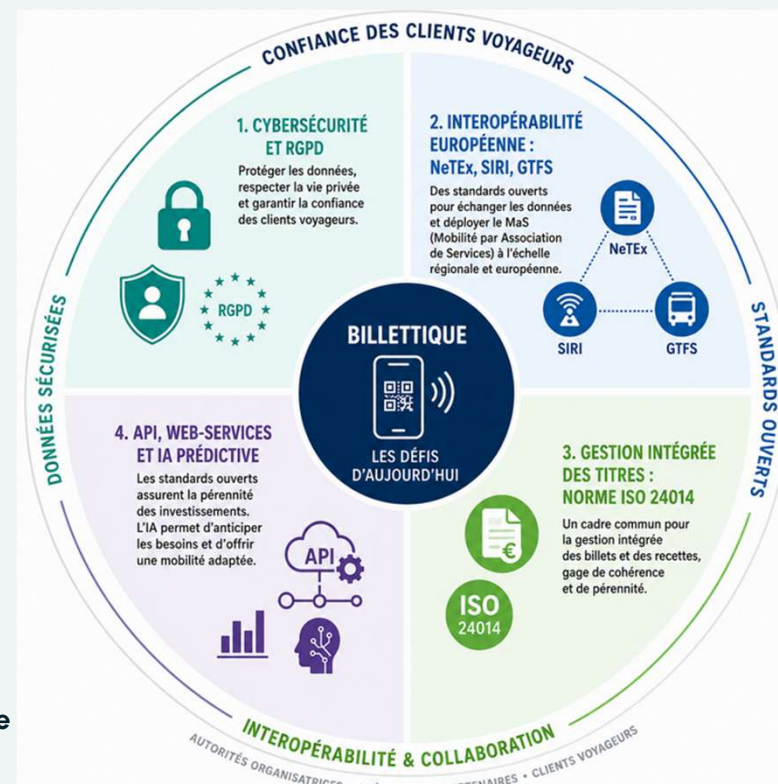 CONFIANCE DES CLIENTS VOYAGEURS
1. CYBERSÉCURITÉ
ET RGPD
Protéger les données,
respecter la vie privée
et garantir la confiance
des clients voyageurs.
RGPD
2. INTEROPÉRABILITÉ
EUROPÉENNE :
NeTEx, SIRI, GTFS
Des standards ouverts
pour échanger les données
et déployer le MaS
(Mobilité par Association
de Services) à l'échelle
régionale et européenne.
NeTEx
SIRI
GTFS
DONNÉES SÉCURISÉES
STANDARDS OUVERTS
BILLETTIQUE
LES DÉFIS
D'AUJOURD'HUI
4. API, WEB-SERVICES
ET IA PRÉDICTIVE
Les standards ouverts
assurent la pérennité
des investissements.
L'IA permet d'anticiper
les besoins et d'offrir
une mobilité adaptée.
API
3. GESTION INTÉGRÉE
DES TITRES :
NORME ISO 24014
Un cadre commun pour
la gestion intégrée
des billets et des recettes,
gage de cohérence
et de pérennité.
€
ISO
24014
e
INTEROPÉRABILITÉ & COLLABORATION
AUTORITÉS ORGANISATRICES • CLIENTS VOYAGEURS